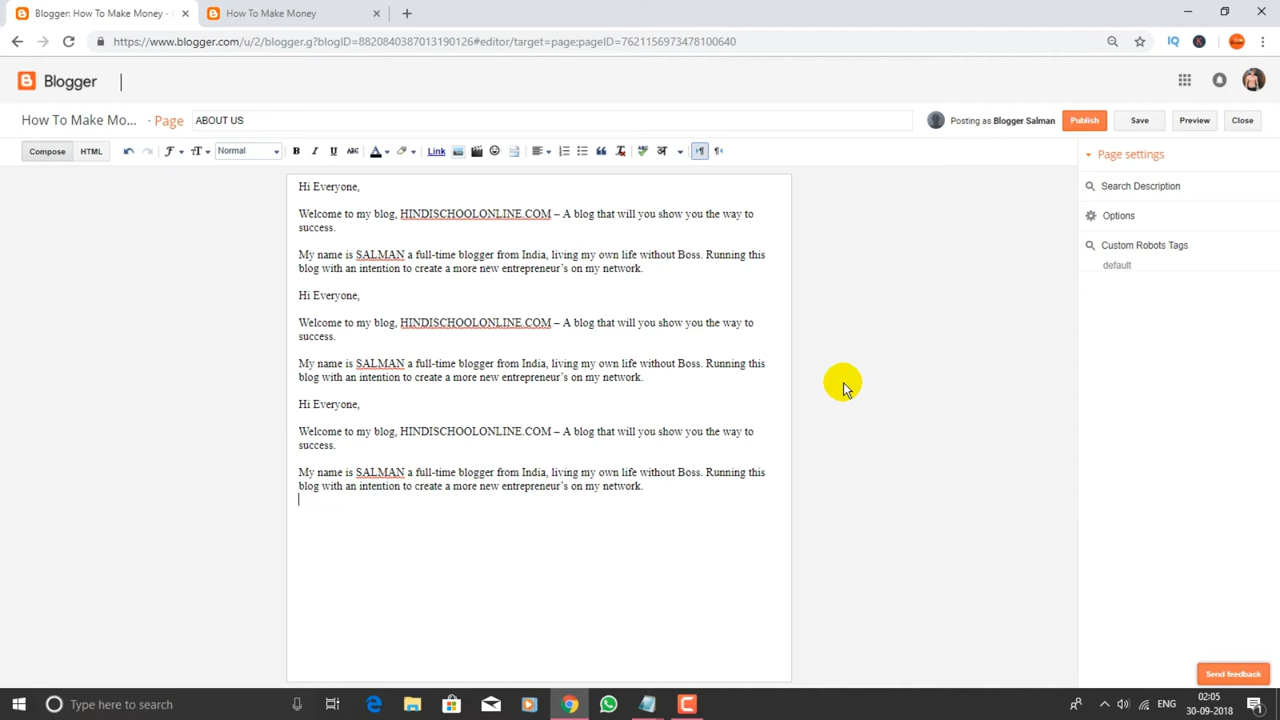 Blogger: How To Make Money -
How To Make Money
https://www.blogger.com/u/2/blogger.g?blogID=8820840387013190126#editor/target=page;pageID=7621156973478100640
Blogger
How To Make Mo... · Page ABOUT US Posting as Blogger Salman Publish Save Preview Close
Compose HTML Normal B I U ABC A Link
Page settings
Search Description
Options
Custom Robots Tags
default
Hi Everyone,
Welcome to my blog, HINDISCHOOLONLINE.COM – A blog that will you show you the way to
success.
My name is SALMAN a full-time blogger from India, living my own life without Boss. Running this
blog with an intention to create a more new entrepreneur’s on my network.
Hi Everyone,
Welcome to my blog, HINDISCHOOLONLINE.COM – A blog that will you show you the way to
success.
My name is SALMAN a full-time blogger from India, living my own life without Boss. Running this
blog with an intention to create a more new entrepreneur’s on my network.
Hi Everyone,
Welcome to my blog, HINDISCHOOLONLINE.COM – A blog that will you show you the way to
success.
My name is SALMAN a full-time blogger from India, living my own life without Boss. Running this
blog with an intention to create a more new entrepreneur’s on my network.
Send feedback
Type here to search
ENG
02:05
30-09-2018